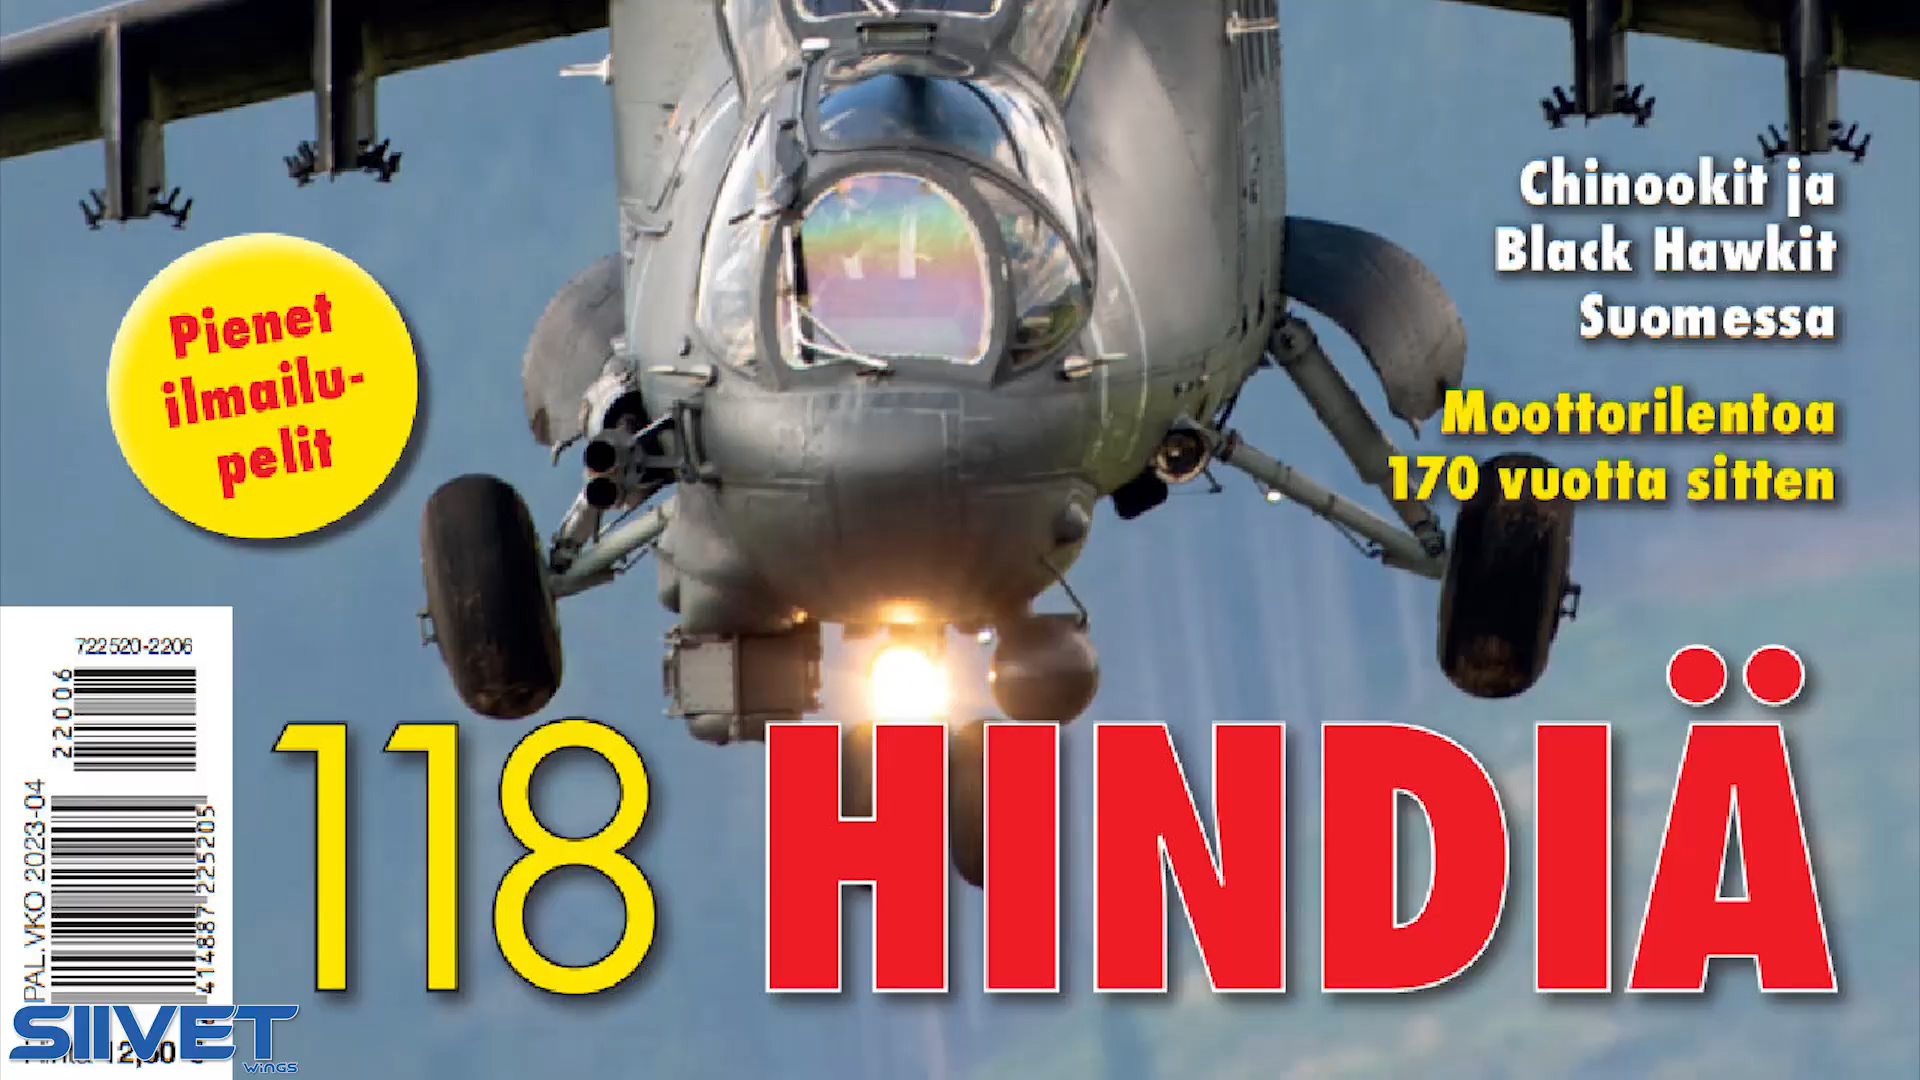 Chinookit ja
Black Hawkit
Suomessa
Moottorilentoa
170 vuotta sitten
Pienet
ilmailu-
pelit
722520-2206
22006
PAL.VKO 2023-04
414887 225205
118 HINDIÄ
SIIVET
WINGS